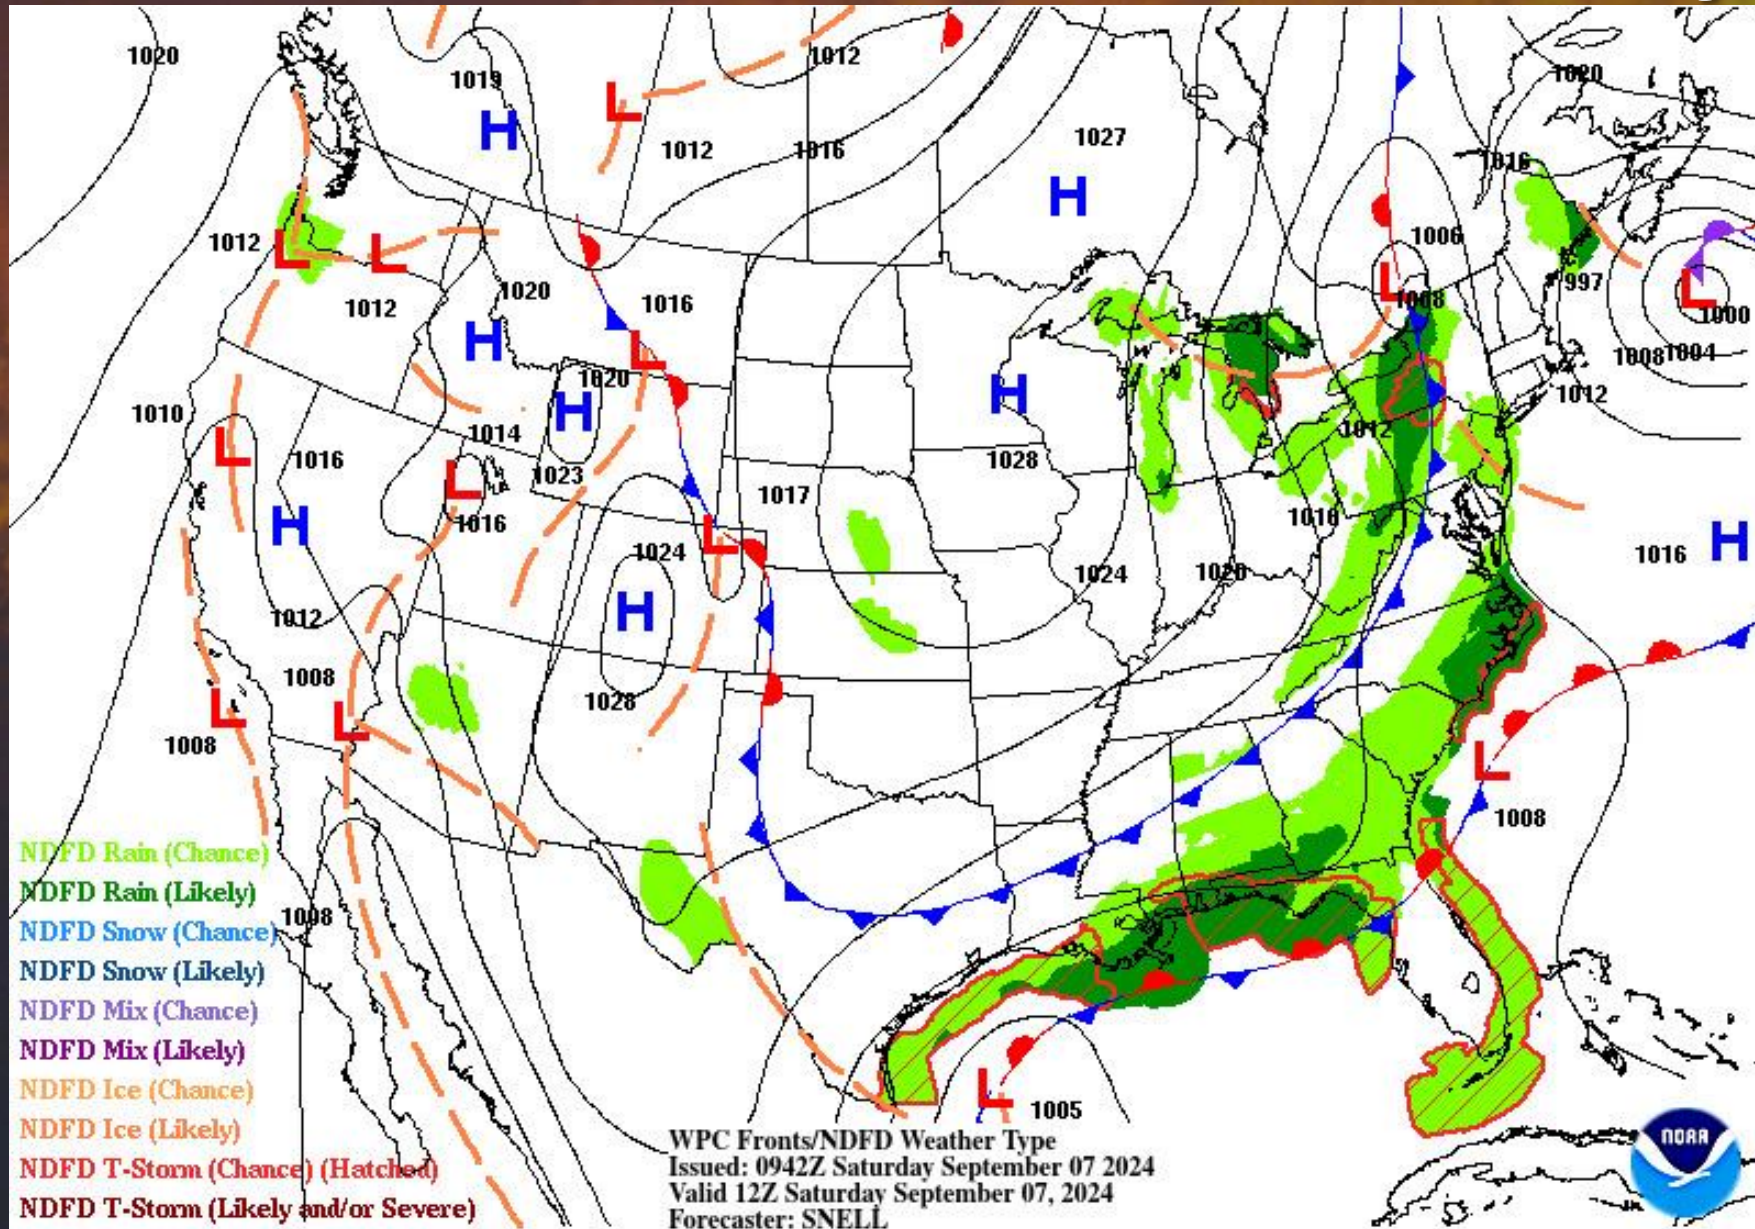 1020
1019
1012
1012
1016
1027
1020
1016
H
L
H
1012
L
L
1012
1020
1016
1006
1008
997
L
L
1000
1008
1004
1012
H
L
1020
H
H
1010
1014
1016
1023
1017
1028
1012
L
L
1016
H
L
1024
1016
1016
H
H
1024
1020
1012
1008
1028
L
L
1008
L
1008
1008
NDFD Rain (Chance)
NDFD Rain (Likely)
NDFD Snow (Chance)
NDFD Snow (Likely)
NDFD Mix (Chance)
NDFD Mix (Likely)
NDFD Ice (Chance)
NDFD Ice (Likely)
NDFD T-Storm (Chance) (Hatched)
NDFD T-Storm (Likely and/or Severe)
L
1005
WPC Fronts/NDFD Weather Type
Issued: 0942Z Saturday September 07 2024
Valid 12Z Saturday September 07, 2024
Forecaster: SNELL
NOAA